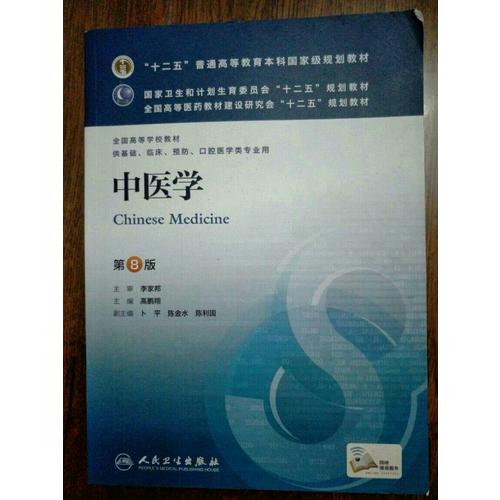 “十二五”普通高等教育本科国家级规划教材
国家卫生和计划生育委员会“十二五”规划教材
全国高等医药教材建设研究会“十二五”规划教材
全国高等学校教材
供基础、临床、预防、口腔医学类专业用
中医学
Chinese Medicine
第8版
主 审 李家邦
主 编 高鹏翔
副主编 卜 平 陈金水 陈利国
人民卫生出版社
PEOPLE'S MEDICAL PUBLISHING HOUSE
网络
增值服务